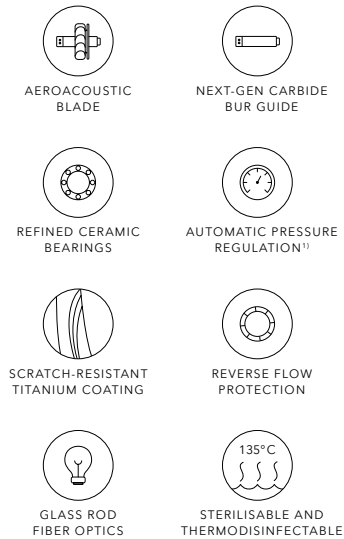 AEROACOUSTIC
BLADE
NEXT-GEN CARBIDE
BUR GUIDE
REFINED CERAMIC
BEARINGS
AUTOMATIC PRESSURE
REGULATION¹⁾
SCRATCH-RESISTANT
TITANIUM COATING
REVERSE FLOW
PROTECTION
GLASS ROD
FIBER OPTICS
135°C
STERILISABLE AND
THERMODISINFECTABLE